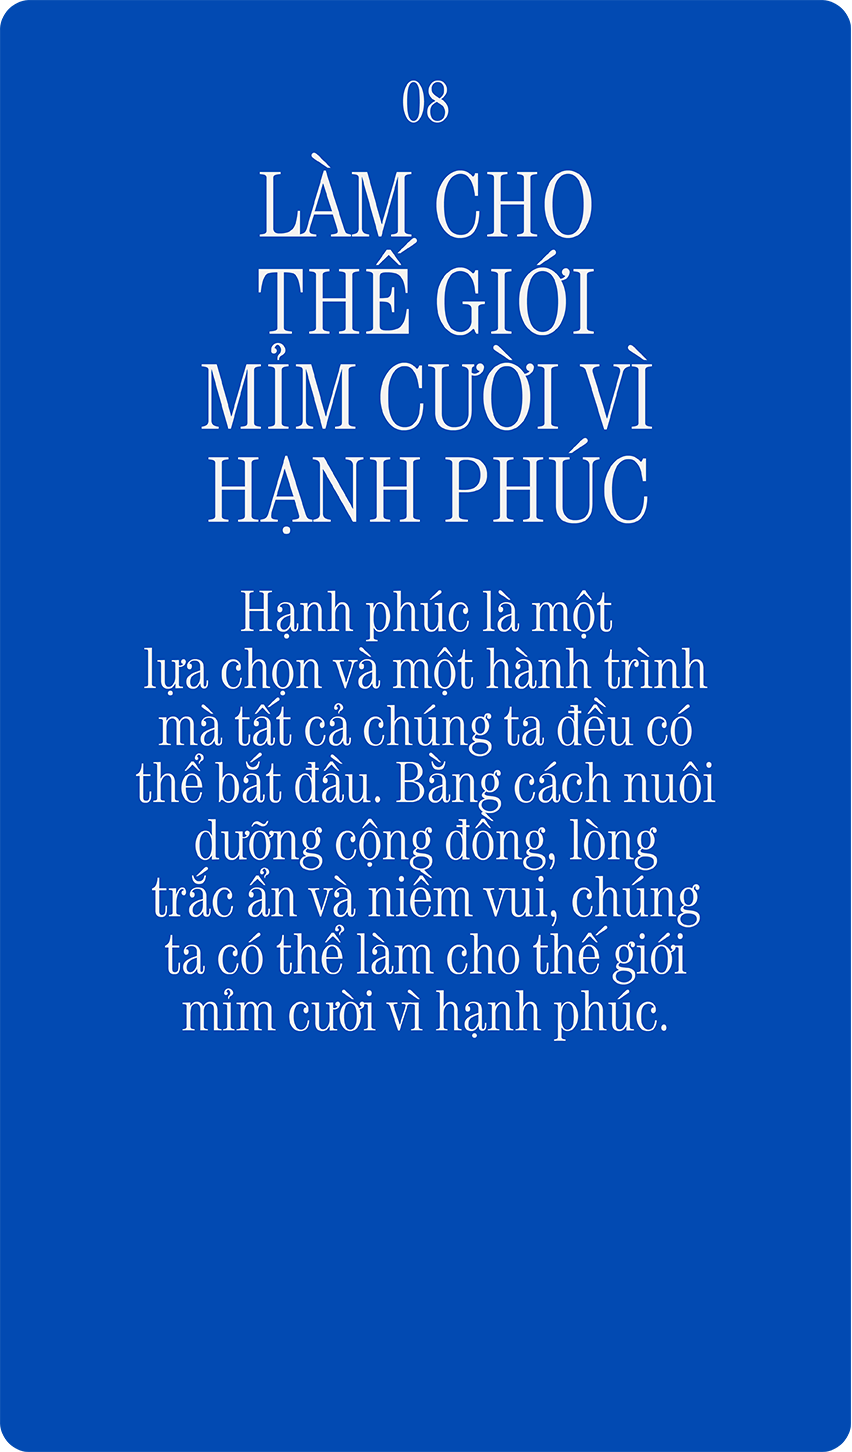 08
LÀM CHO
THẾ GIỚI
MỈM CƯỜI VÌ
HẠNH PHÚC
Hạnh phúc là một
lựa chọn và một hành trình
mà tất cả chúng ta đều có
thể bắt đầu. Bằng cách nuôi
dưỡng cộng đồng, lòng
trắc ẩn và niềm vui, chúng
ta có thể làm cho thế giới
mỉm cười vì hạnh phúc.